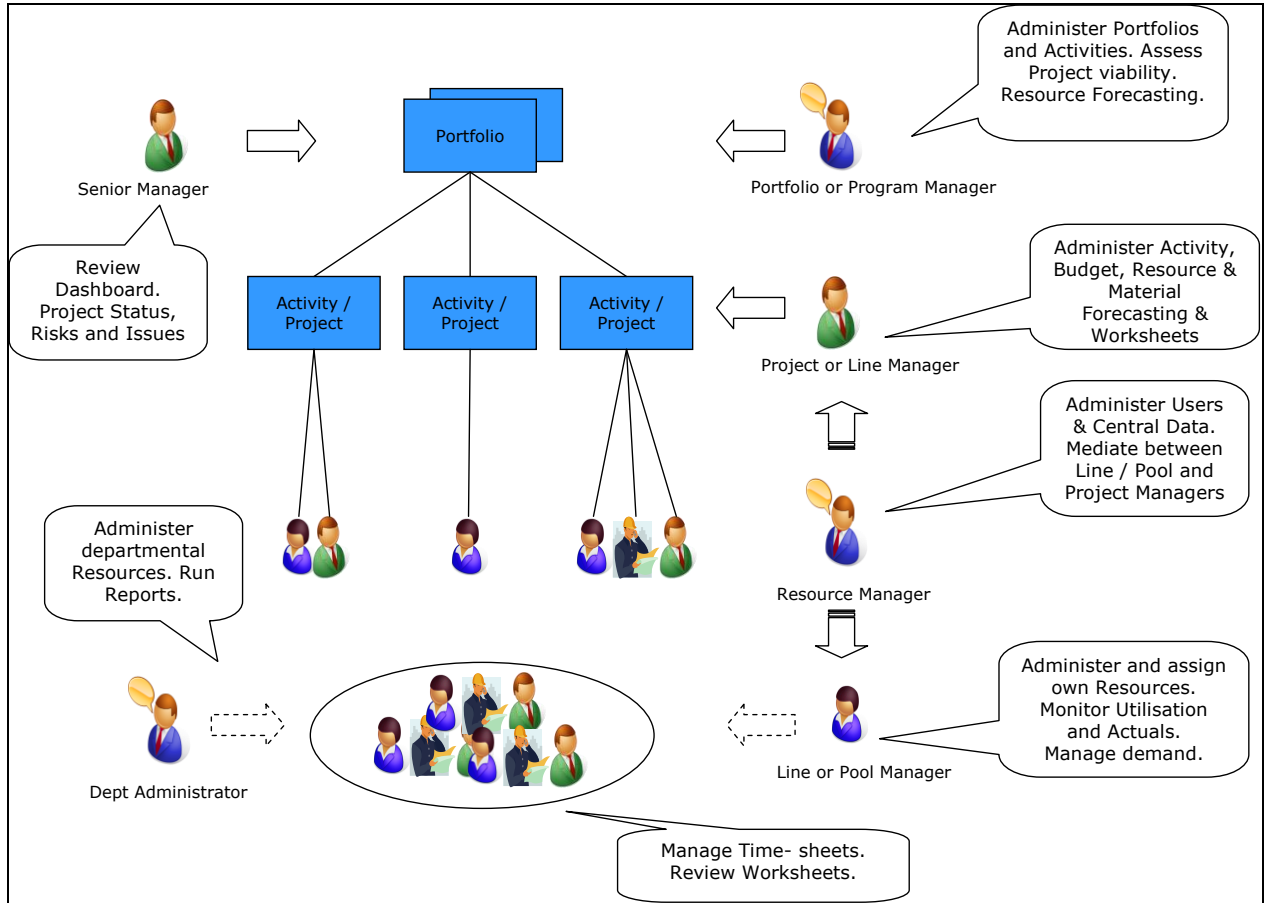 Administer Portfolios
and Activities. Assess
Project viability.
Resource Forecasting.
Portfolio
Senior Manager
Portfolio or Program Manager
Review
Dashboard.
Project Status,
Risks and Issues
Activity /
Project
Activity /
Project
Activity /
Project
Administer Activity,
Budget, Resource &
Material
Forecasting &
Worksheets
Project or Line Manager
Administer Users
& Central Data.
Mediate between
Line / Pool and
Project Managers
Administer
departmental
Resources. Run
Reports.
Resource Manager
Administer and assign
own Resources.
Monitor Utilisation
and Actuals.
Manage demand.
Dept Administrator
Line or Pool Manager
Manage Time- sheets.
Review Worksheets.